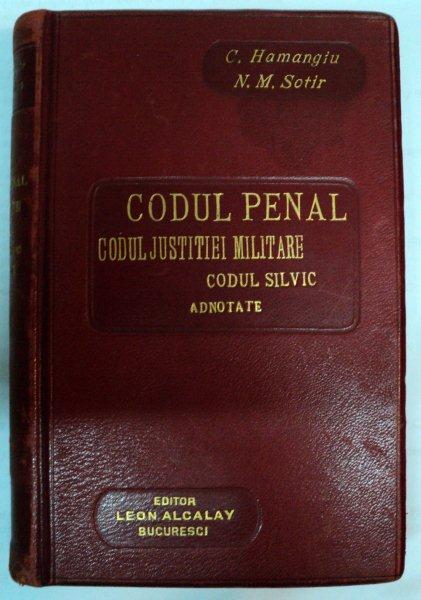 C. Hamangiu
N. M. Sotir
CODUL PENAL
CODUL JUSTITIEI MILITARE
CODUL SILVIC
ADNOTATE
EDITOR
LEON ALCALAY
BUCURESCI